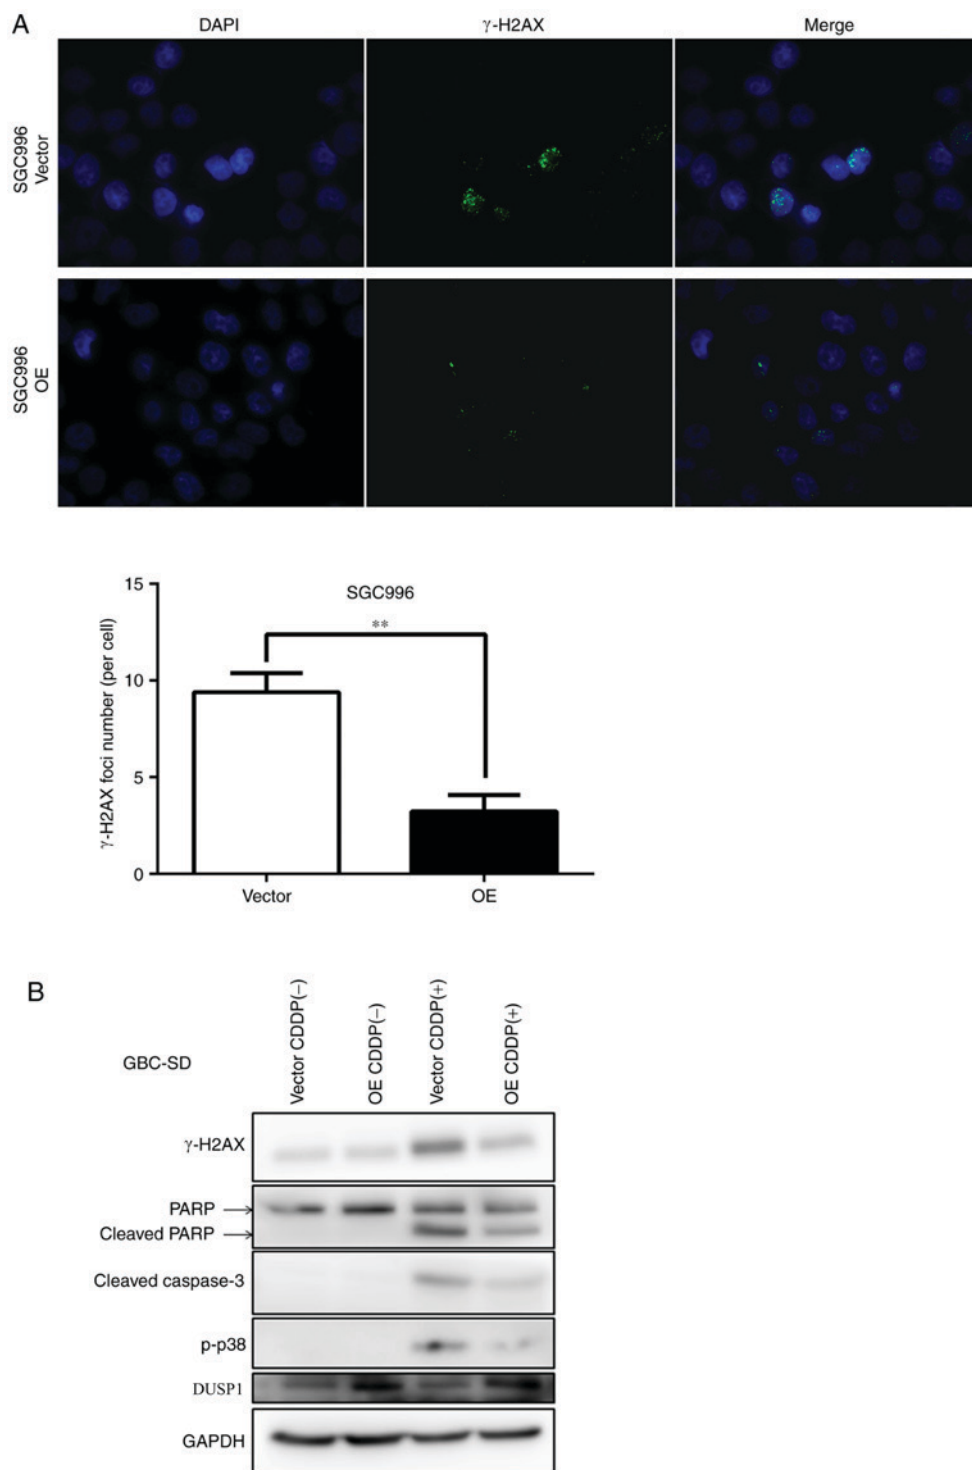 A
DAPI
γ-H2AX
Merge
SGC996
Vector
SGC996
OE
SGC996
**
γ-H2AX foci number (per cell)
15
10
5
0
Vector
OE
B
GBC-SD
Vector CDDP(−)
OE CDDP(−)
Vector CDDP(+)
OE CDDP(+)
γ-H2AX
PARP
Cleaved PARP
Cleaved caspase-3
p-p38
DUSP1
GAPDH